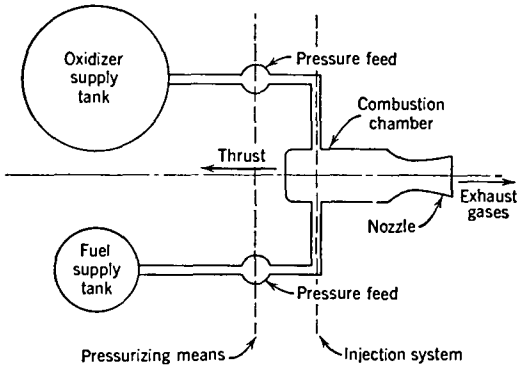 Oxidizer
supply
tank
Pressure feed
Combustion
chamber
Thrust
Exhaust
gases
Nozzle
Fuel
supply
tank
Pressure feed
Pressurizing means
Injection system